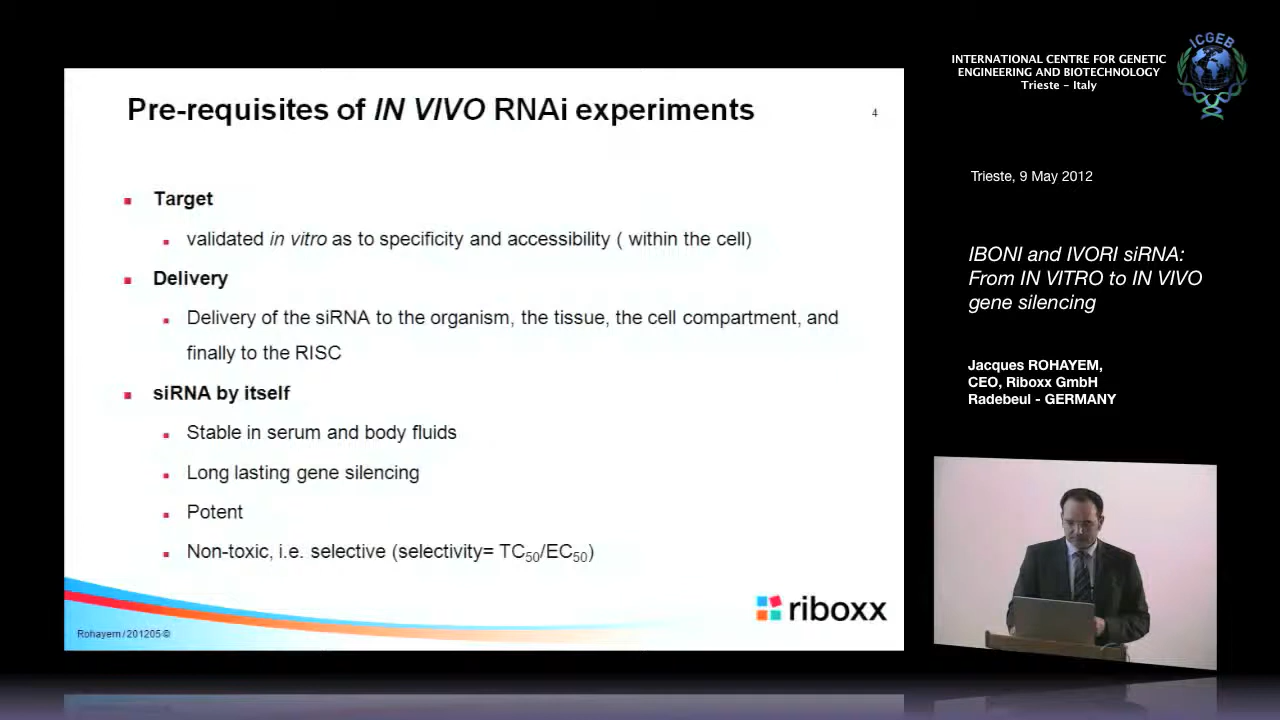 Pre-requisites of IN VIVO RNAi experiments
4
Target
validated in vitro as to specificity and accessibility ( within the cell)
Delivery
Delivery of the siRNA to the organism, the tissue, the cell compartment, and
finally to the RISC
siRNA by itself
Stable in serum and body fluids
Long lasting gene silencing
Potent
Non-toxic, i.e. selective (selectivity= TC50/EC50)
riboxx
Rohayem/201205©
INTERNATIONAL CENTRE FOR GENETIC
ENGINEERING AND BIOTECHNOLOGY
Trieste - Italy
ICGEB
Trieste, 9 May 2012
IBONI and IVORI siRNA:
From IN VITRO to IN VIVO
gene silencing
Jacques ROHAYEM,
CEO, Riboxx GmbH
Radebeul - GERMANY